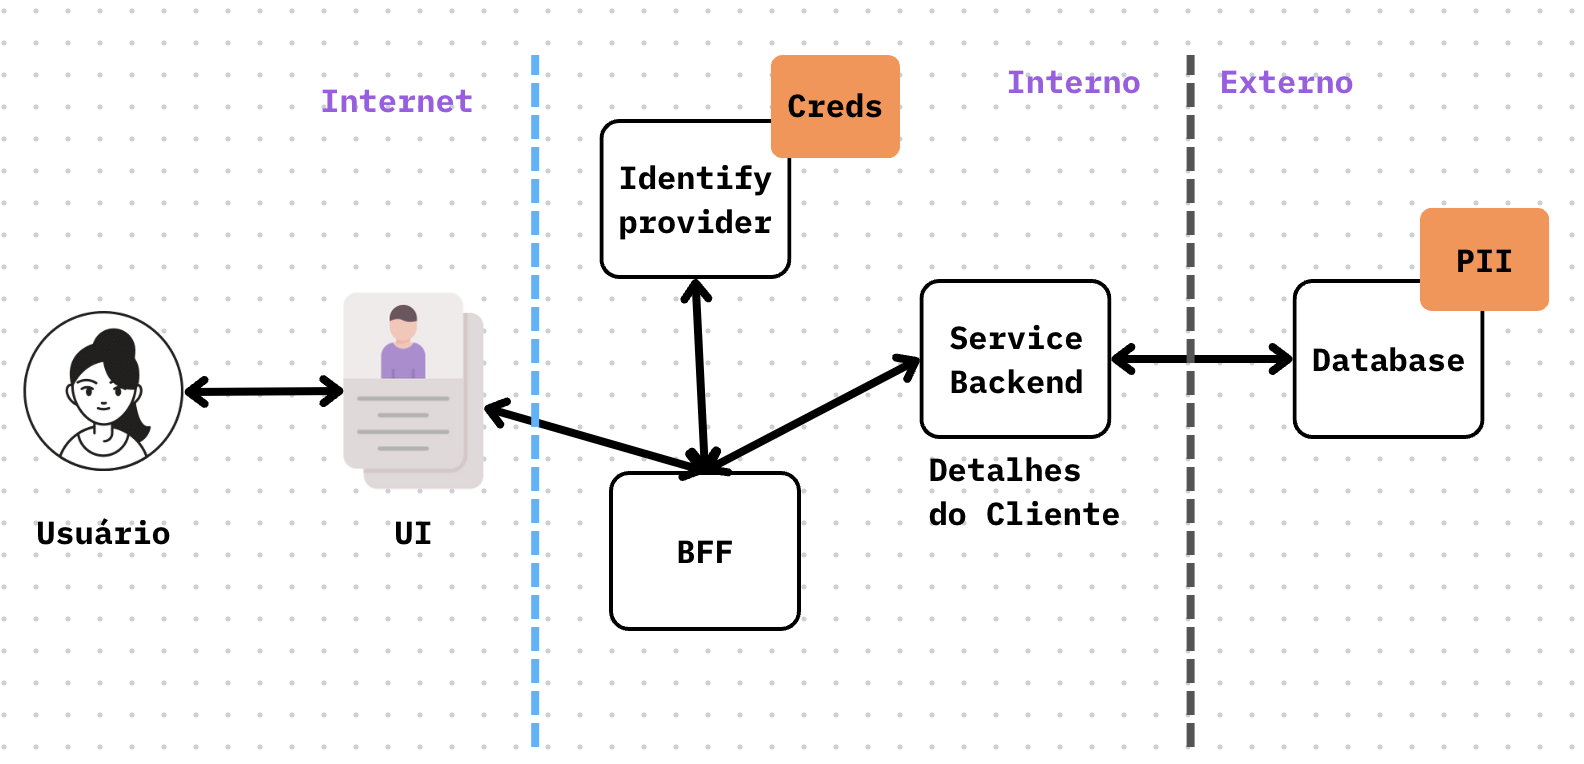 Internet
Interno
Externo
Creds
Identify
provider
PII
Service
Backend
Database
Detalhes
do Cliente
Usuário
UI
BFF